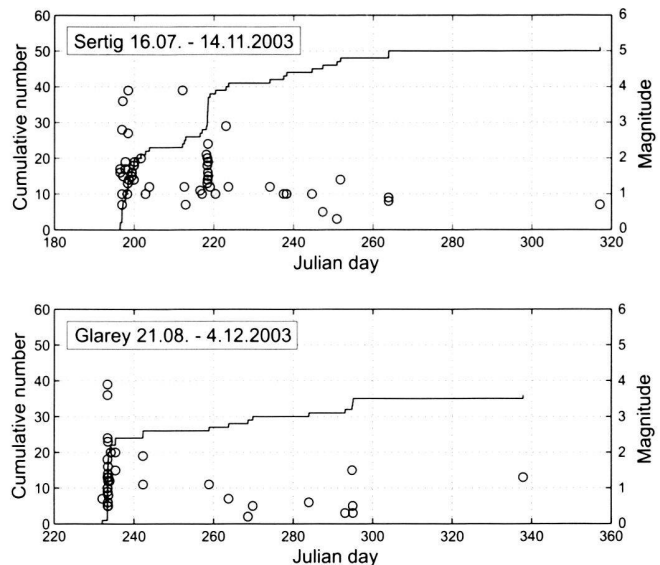 Sertig 16.07. - 14.11.2003
Cumulative number
Magnitude
60
50
40
30
20
10
0
6
5
4
3
2
1
0
180 200 220 240 260 280 300 320
Julian day
Glarey 21.08. - 4.12.2003
Cumulative number
Magnitude
60
50
40
30
20
10
0
6
5
4
3
2
1
0
220 240 260 280 300 320 340 360
Julian day